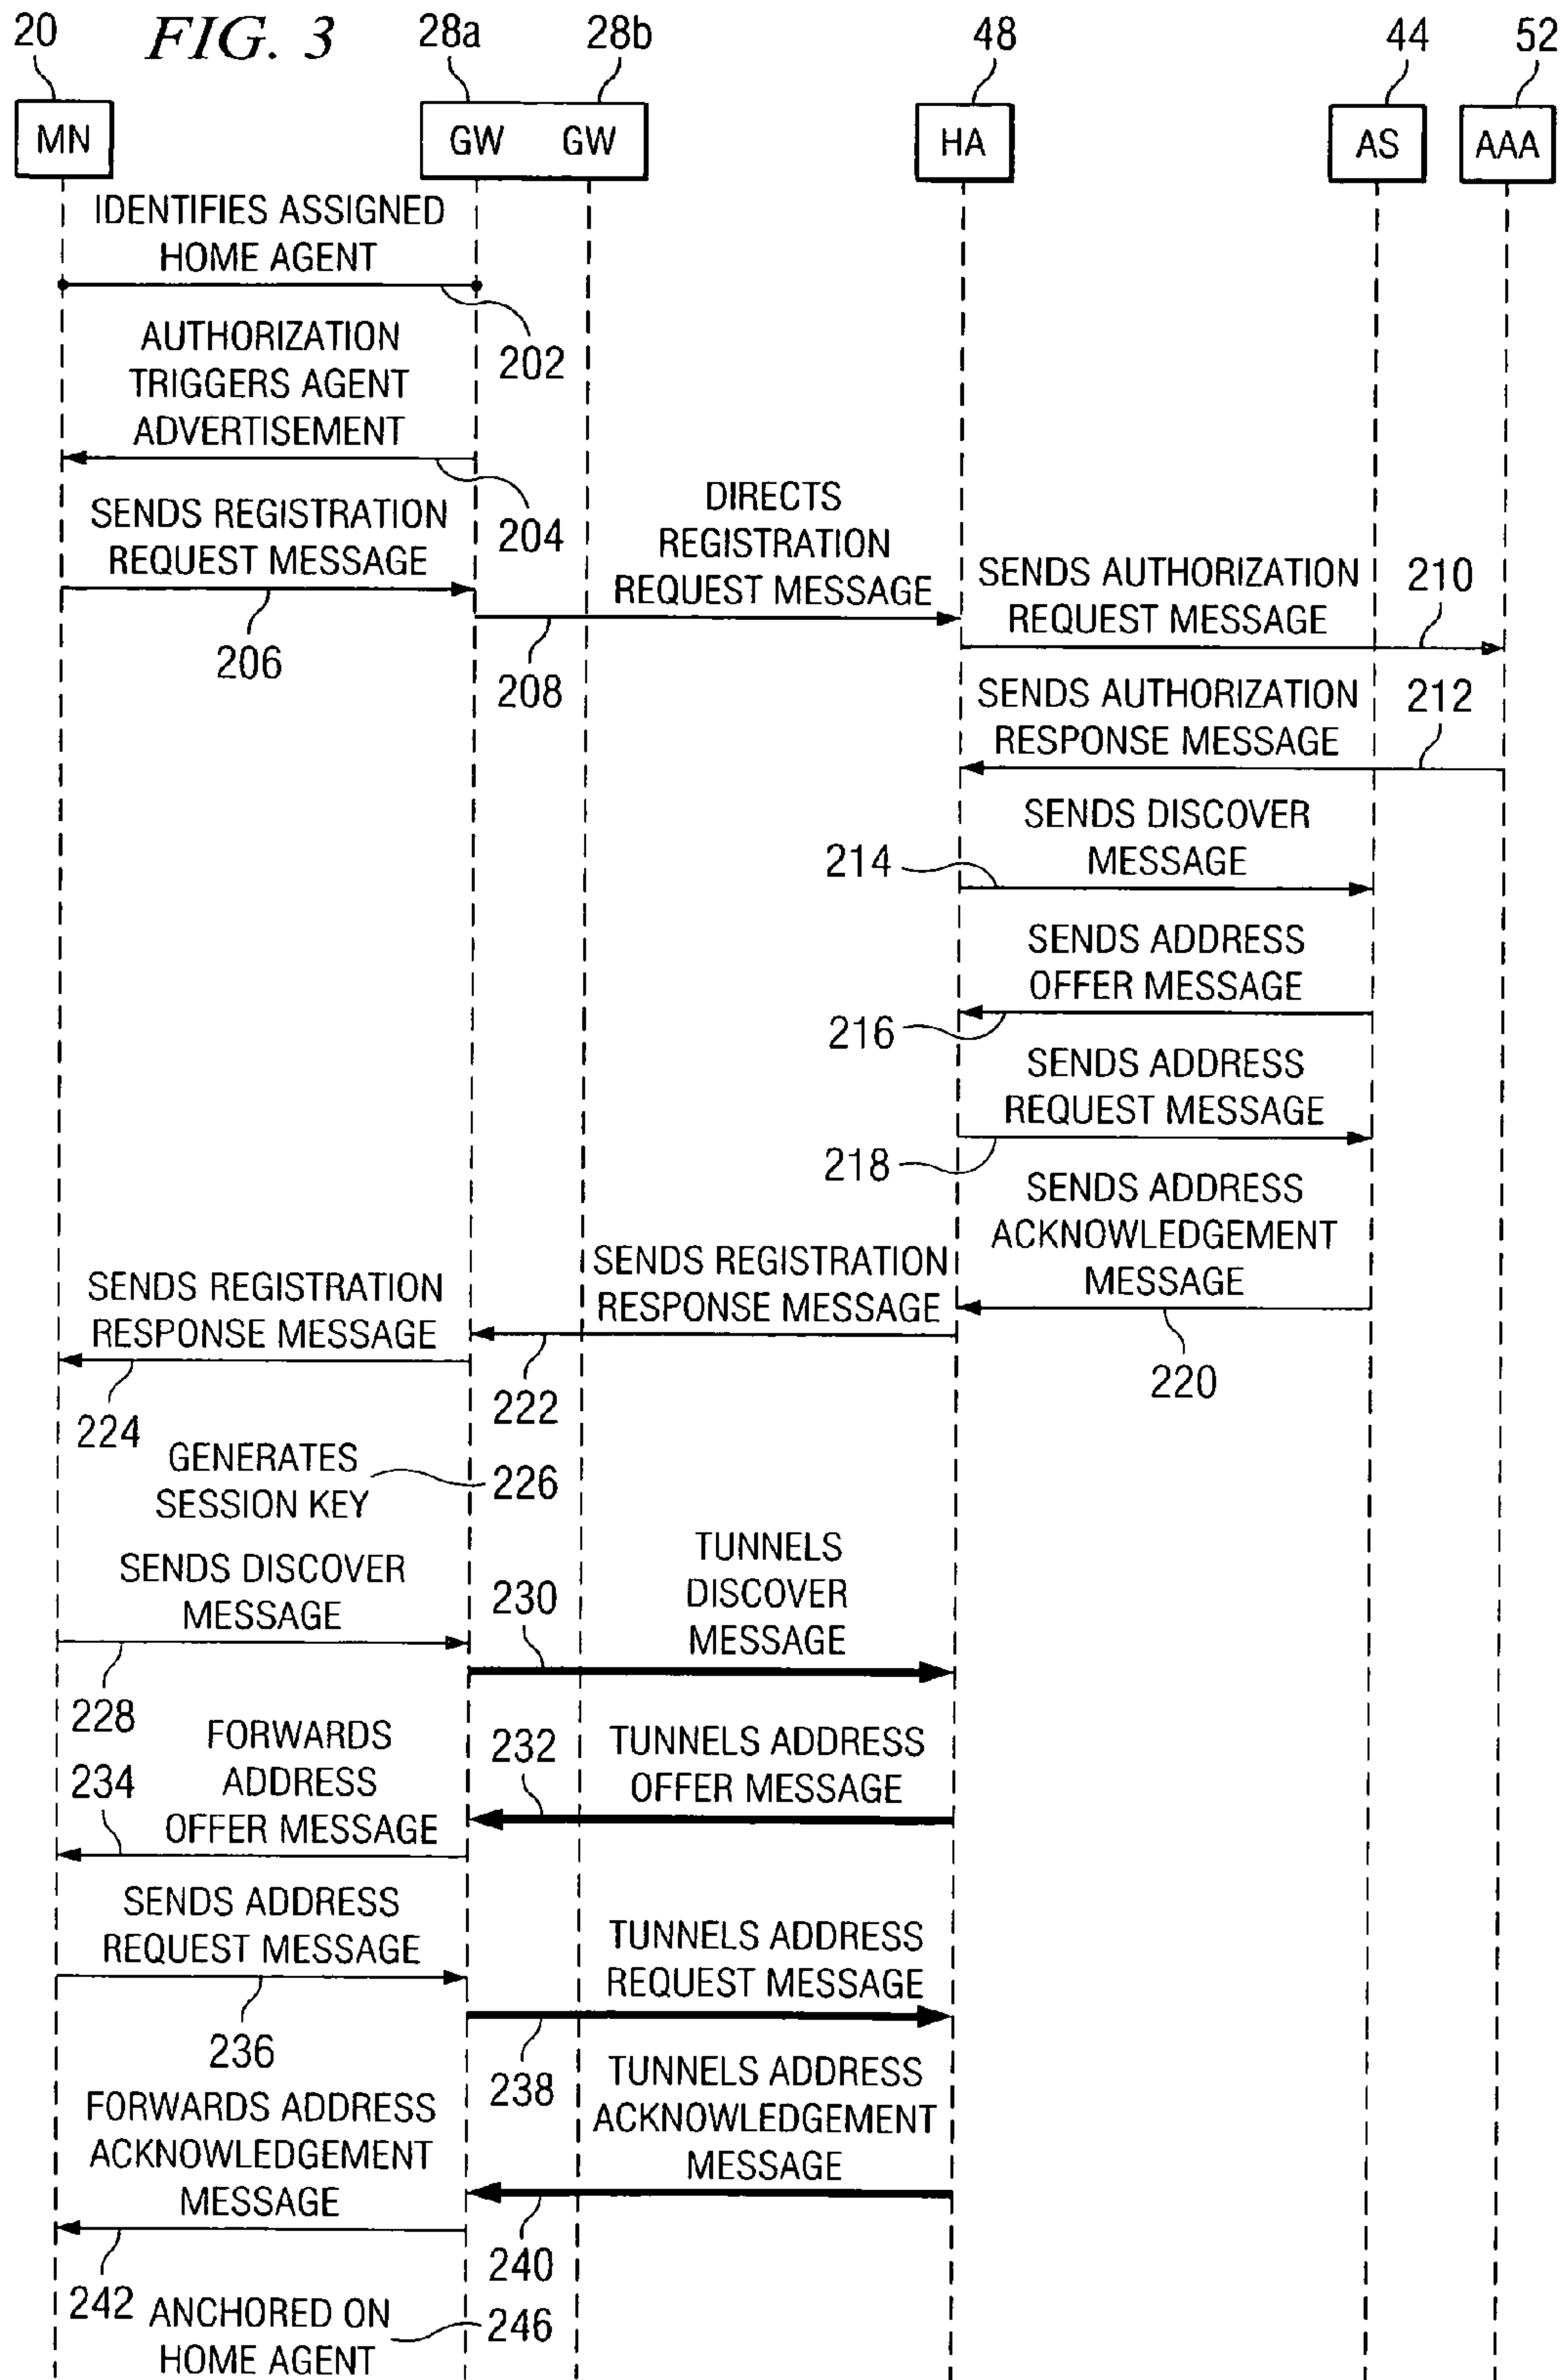 20
FIG. 3
28a
28b
48
44
52
MN
GW
GW
HA
AS
AAA
IDENTIFIES ASSIGNED
HOME AGENT
202
AUTHORIZATION
TRIGGERS AGENT
ADVERTISEMENT
204
SENDS REGISTRATION
REQUEST MESSAGE
206
DIRECTS
REGISTRATION
REQUEST MESSAGE
208
SENDS AUTHORIZATION
REQUEST MESSAGE
210
SENDS AUTHORIZATION
RESPONSE MESSAGE
212
SENDS DISCOVER
MESSAGE
214
SENDS ADDRESS
OFFER MESSAGE
216
SENDS ADDRESS
REQUEST MESSAGE
218
SENDS ADDRESS
ACKNOWLEDGEMENT
MESSAGE
220
SENDS REGISTRATION
RESPONSE MESSAGE
222
SENDS REGISTRATION
RESPONSE MESSAGE
224
GENERATES
SESSION KEY
226
SENDS DISCOVER
MESSAGE
228
TUNNELS
DISCOVER
MESSAGE
230
TUNNELS ADDRESS
OFFER MESSAGE
232
FORWARDS
ADDRESS
OFFER MESSAGE
234
SENDS ADDRESS
REQUEST MESSAGE
236
TUNNELS ADDRESS
REQUEST MESSAGE
238
TUNNELS ADDRESS
ACKNOWLEDGEMENT
MESSAGE
240
FORWARDS ADDRESS
ACKNOWLEDGEMENT
MESSAGE
242
ANCHORED ON
HOME AGENT
246